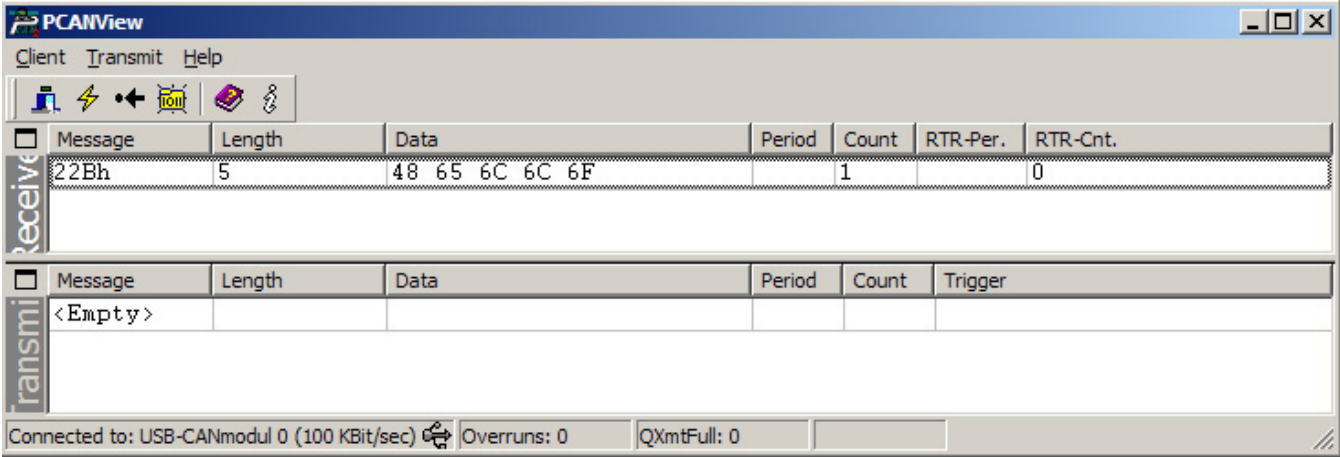 PCANView
Client Transmit Help
Message Length Data Period Count RTR-Per. RTR-Cnt.
22Bh 5 48 65 6C 6C 6F 1 0
Receive
Message Length Data Period Count Trigger
<Empty>
Transmi
Connected to: USB-CANmodul 0 (100 KBit/sec) Overruns: 0 QXmtFull: 0